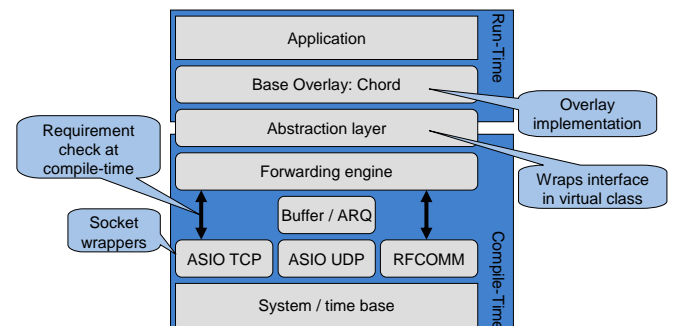 Application
Run-Time
Base Overlay: Chord
Overlay
implementation
Requirement
check at
compile-time
Abstraction layer
Forwarding engine
Wraps interface
in virtual class
Buffer / ARQ
Socket
wrappers
ASIO TCP
ASIO UDP
RFCOMM
Compile-Time
System / time base